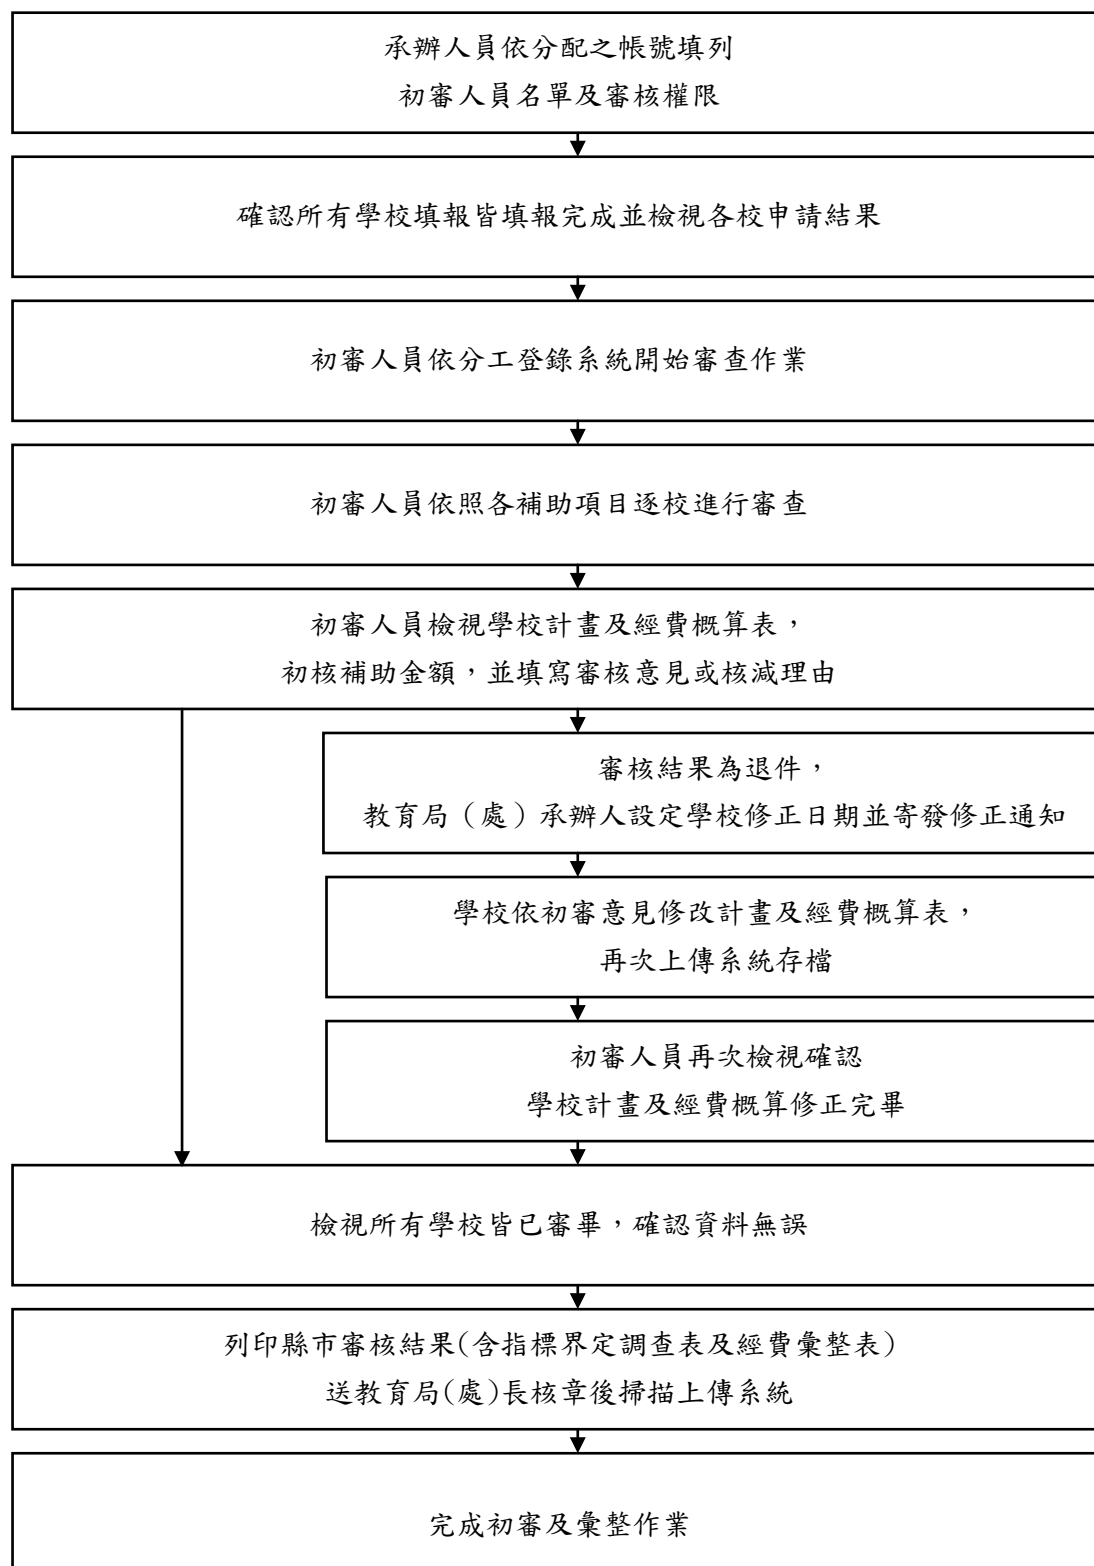 承辦人員依分配之帳號填列
初審人員名單及審核權限
確認所有學校填報皆填報完成並檢視各校申請結果
初審人員依分工登錄系統開始審查作業
初審人員依照各補助項目逐校進行審查
初審人員檢視學校計畫及經費概算表，
初核補助金額，並填寫審核意見或核減理由
審核結果為退件，
教育局（處）承辦人設定學校修正日期並寄發修正通知
學校依初審意見修改計畫及經費概算表，
再次上傳系統存檔
初審人員再次檢視確認
學校計畫及經費概算修正完畢
檢視所有學校皆已審畢，確認資料無誤
列印縣市審核結果(含指標界定調查表及經費彙整表)
送教育局(處)長核章後掃描上傳系統
完成初審及彙整作業